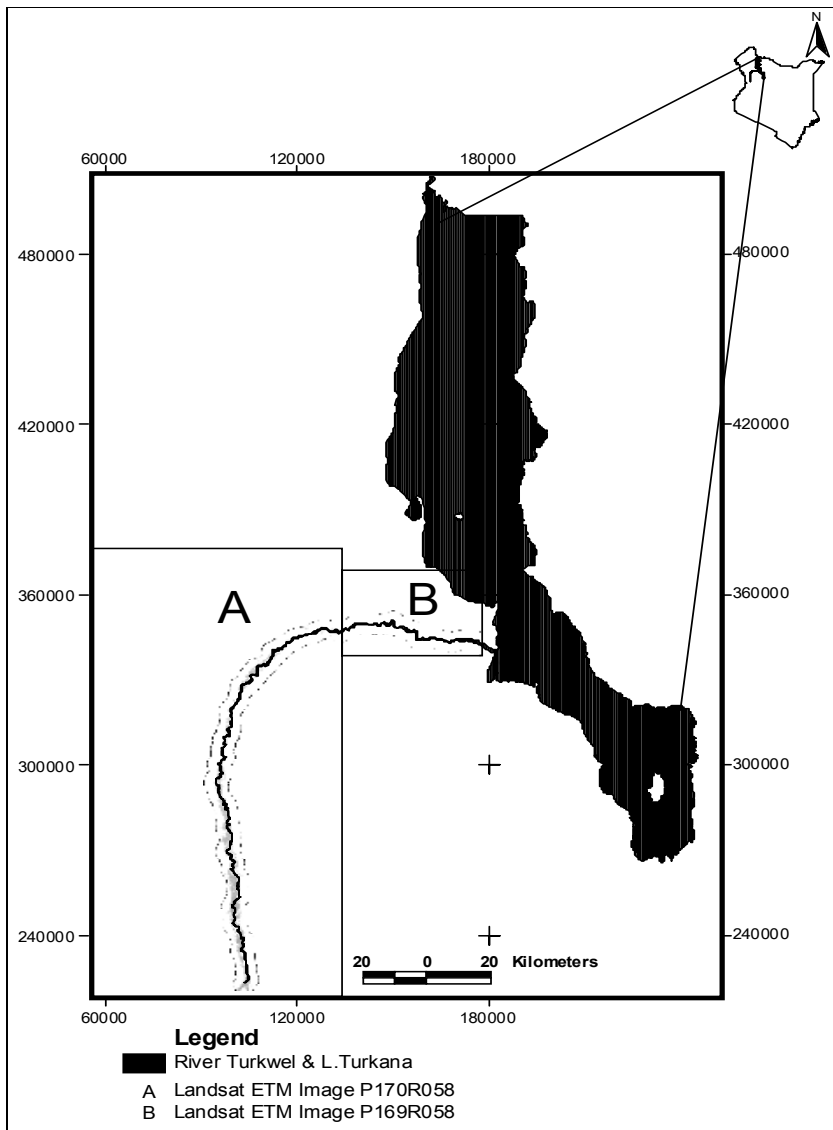 N
60000 120000 180000
480000 480000
420000 420000
360000 360000
A B
300000 300000
240000 240000
20 0 20 Kilometers
60000 120000 180000
Legend
River Turkwel & L.Turkana
A Landsat ETM Image P170R058
B Landsat ETM Image P169R058